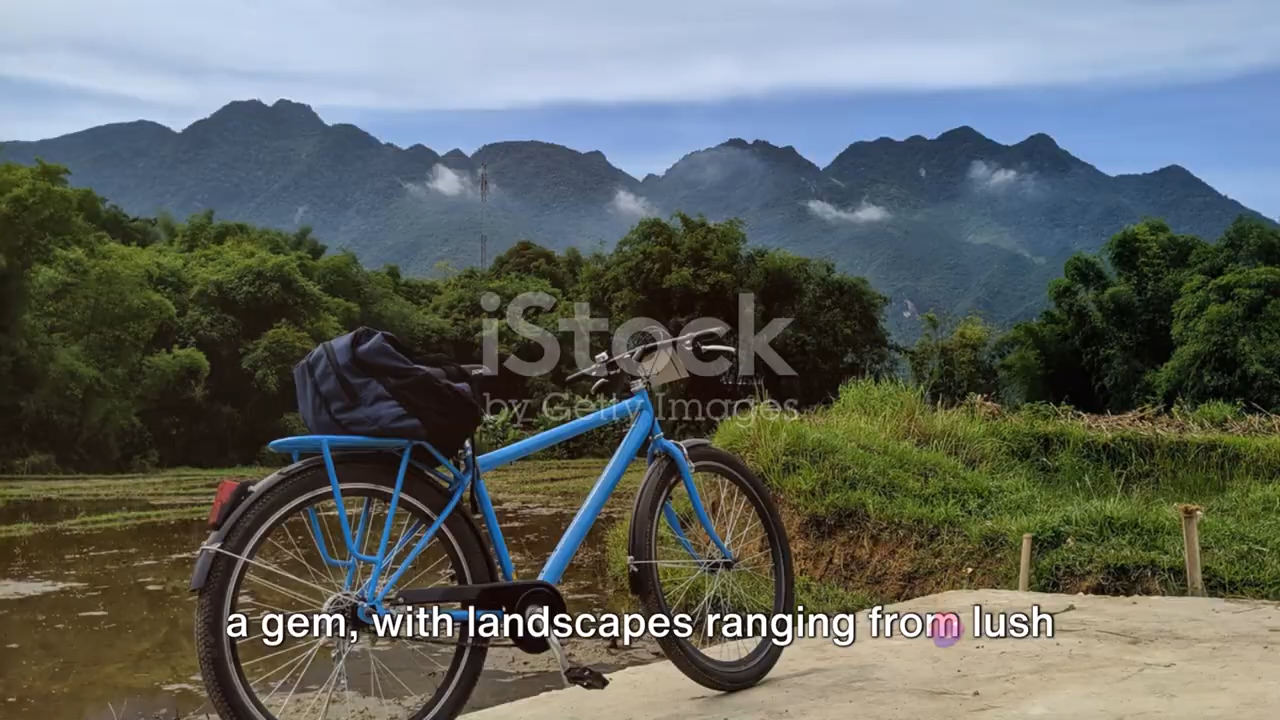 iStock
by Getty Images
a gem, with landscapes ranging from lush